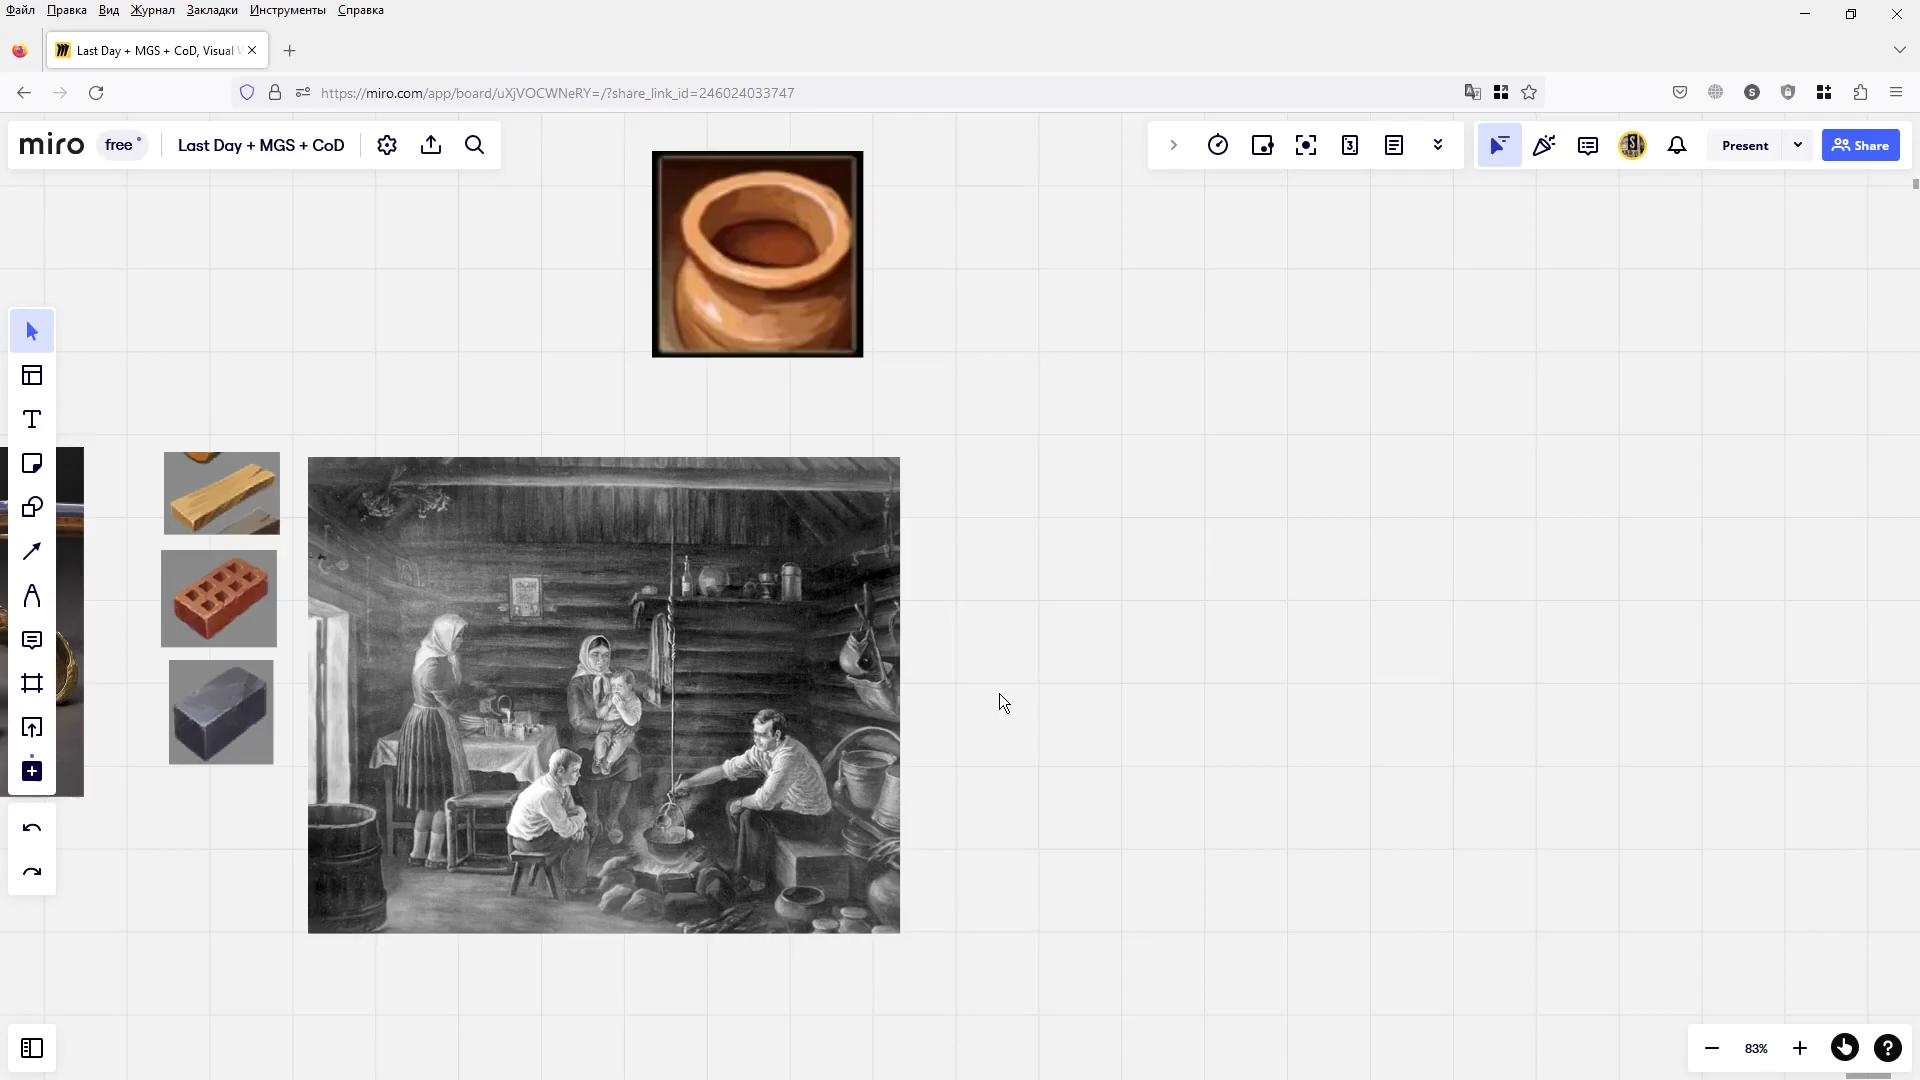 Файл Правка Вид Журнал Закладки Инструменты Справка
Last Day + MGS + CoD, Visual
https://miro.com/app/board/uXjVOCWNeRY=/?share_link_id=246024033747
miro free Last Day + MGS + CoD
3
Present
Share
83%